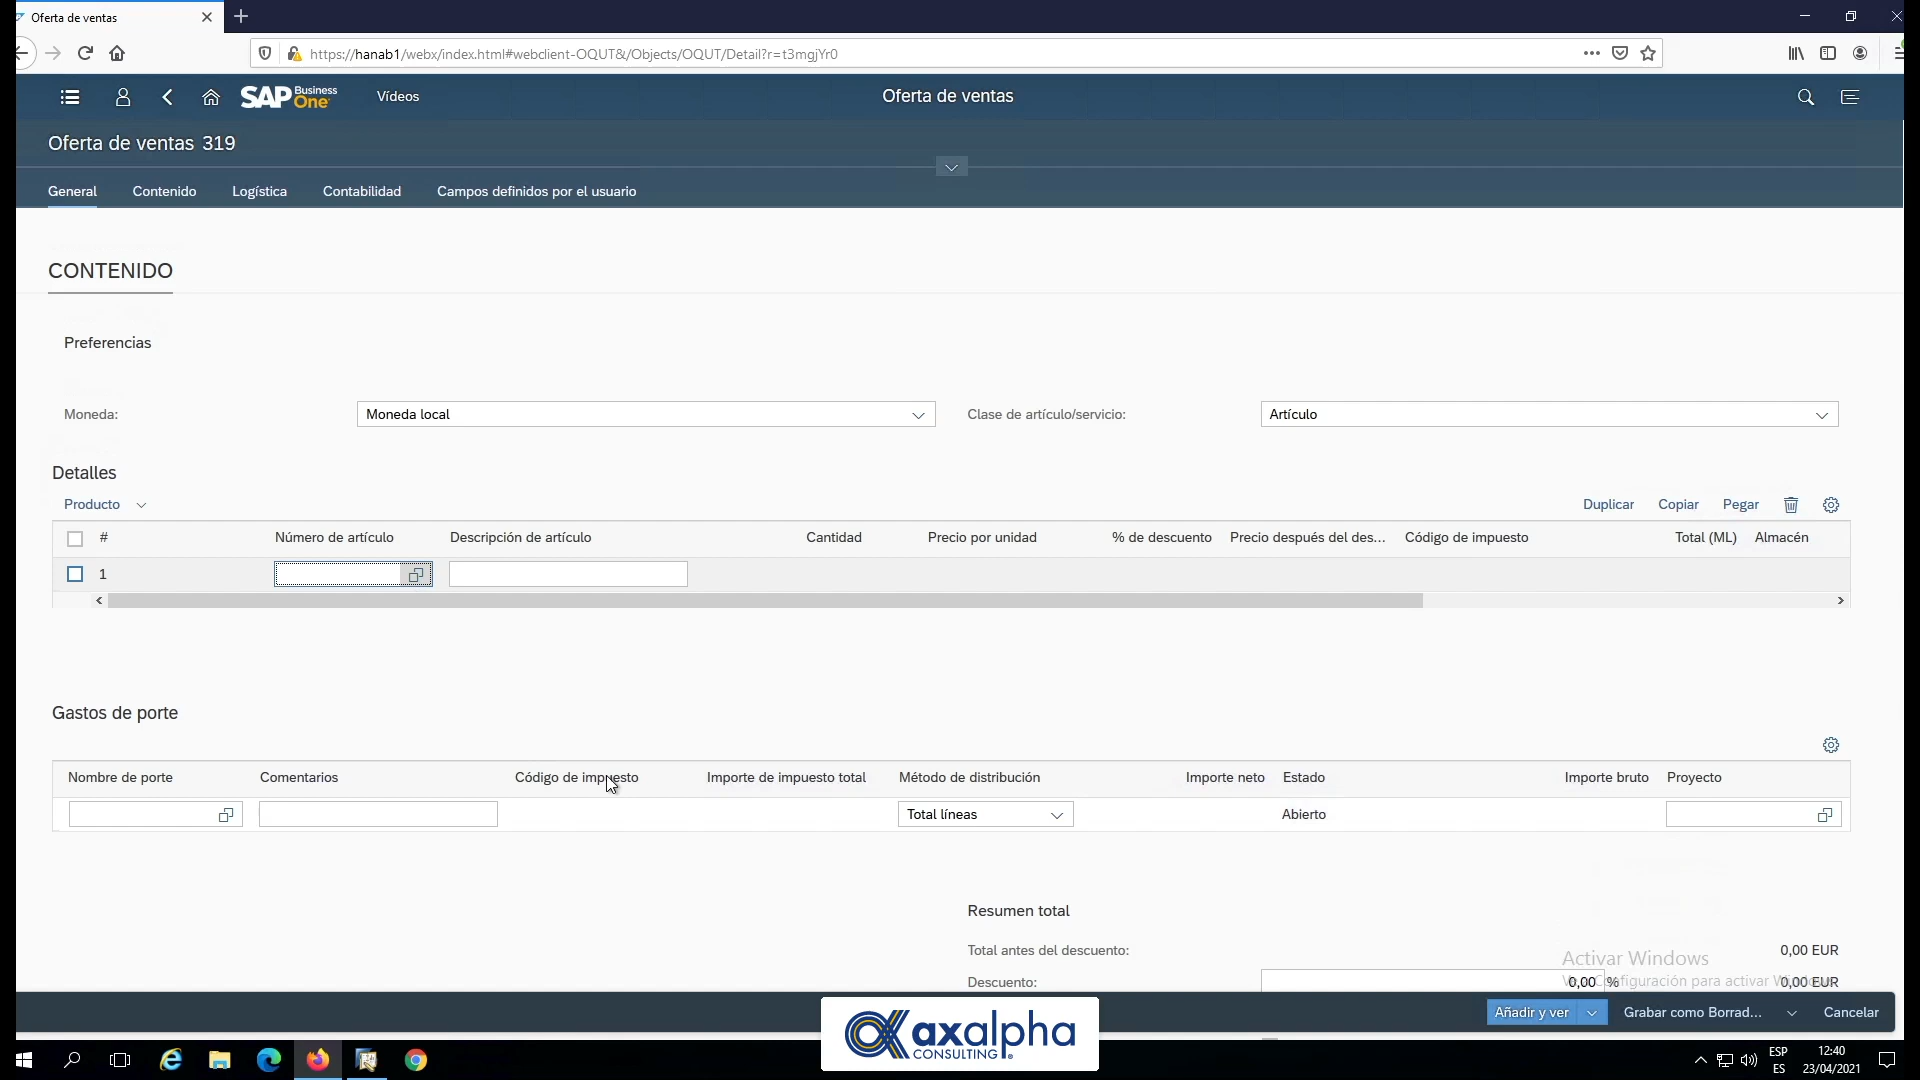 Oferta de ventas
https://hanab1/webx/index.html#webclient-OQUT&/Objects/OQUT/Detail?r=t3mgjYr0
SAP Business One
Vídeos
Oferta de ventas
Oferta de ventas 319
General Contenido Logística Contabilidad Campos definidos por el usuario
CONTENIDO
Preferencias
Moneda: Moneda local Clase de artículo/servicio: Artículo
Detalles
Producto Duplicar Copiar Pegar
# Número de artículo Descripción de artículo Cantidad Precio por unidad % de descuento Precio después del des... Código de impuesto Total (ML) Almacén
1
Gastos de porte
Nombre de porte Comentarios Código de impuesto Importe de impuesto total Método de distribución Importe neto Estado Importe bruto Proyecto
Total líneas Abierto
Resumen total
Total antes del descuento: 0,00 EUR
Activar Windows
Descuento: 0,00 % 0,00 EUR
Añadir y ver Grabar como Borrad... Cancelar
axalpha
CONSULTING®
ESP
ES
12:40
23/04/2021